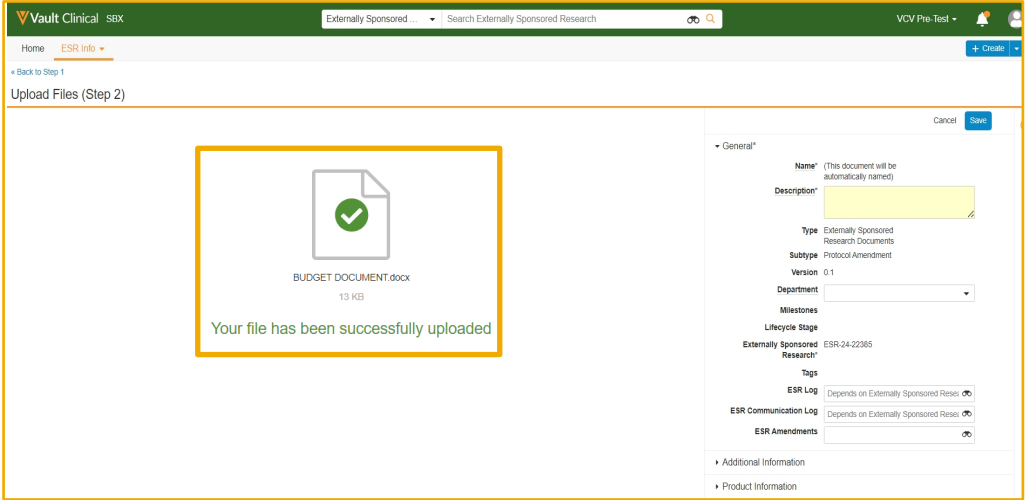 Vault Clinical SBX
Externally Sponsored ...
Search Externally Sponsored Research
VCV Pre-Test
Home
ESR Info
+ Create
« Back to Step 1
Upload Files (Step 2)
Cancel
Save
General*
Name* (This document will be
automatically named)
Description*
Type Externally Sponsored
Research Documents
Subtype Protocol Amendment
Version 0.1
Department
Milestones
Lifecycle Stage
Externally Sponsored ESR-24-22385
Research*
Tags
ESR Log Depends on Externally Sponsored Resea
ESR Communication Log Depends on Externally Sponsored Resea
ESR Amendments
Additional Information
Product Information
BUDGET DOCUMENT.docx
13 KB
Your file has been successfully uploaded